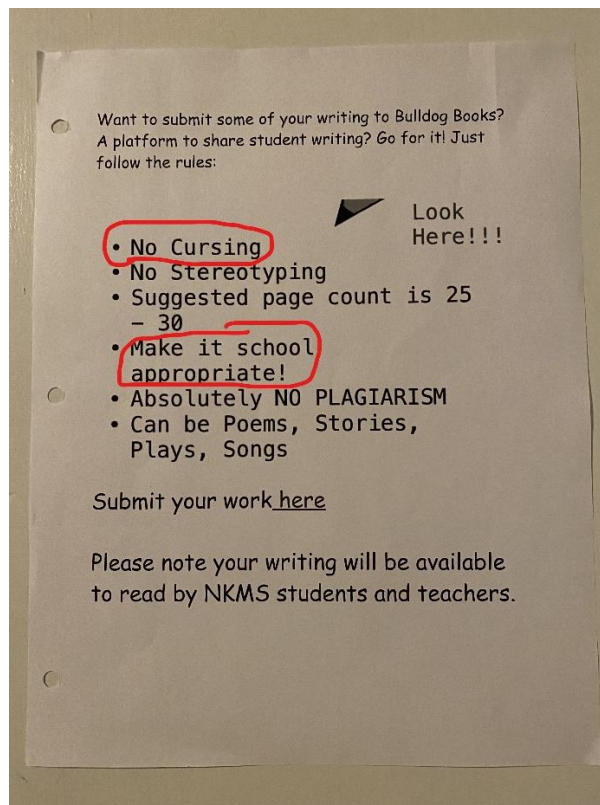 Want to submit some of your writing to Bulldog Books?
A platform to share student writing? Go for it! Just
follow the rules:
Look
Here!!!
• No Cursing
• No Stereotyping
• Suggested page count is 25
– 30
• Make it school
appropriate!
• Absolutely NO PLAGIARISM
• Can be Poems, Stories,
Plays, Songs
Submit your work here
Please note your writing will be available
to read by NKMS students and teachers.